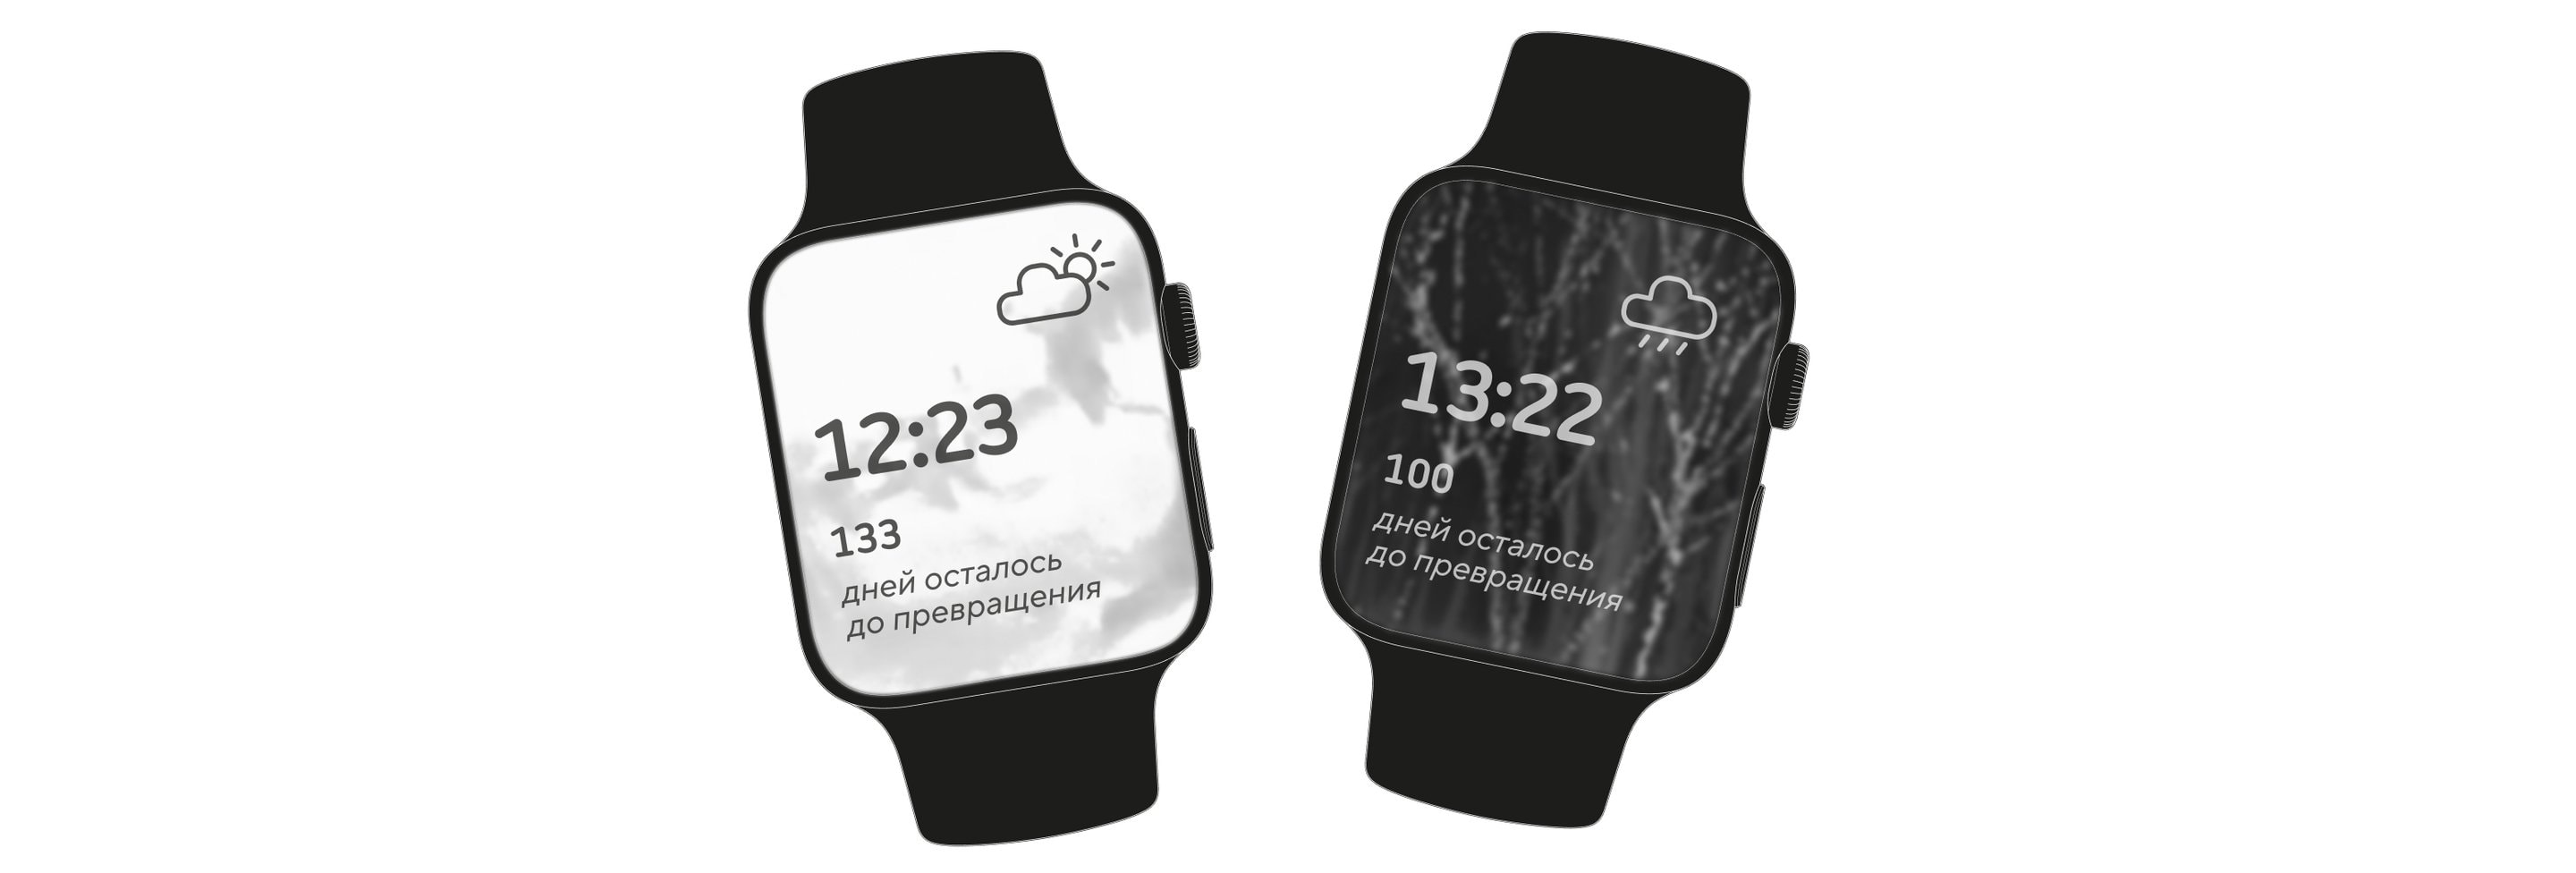 12:23
133
дней осталось
до превращения
13:22
100
дней осталось
до превращения